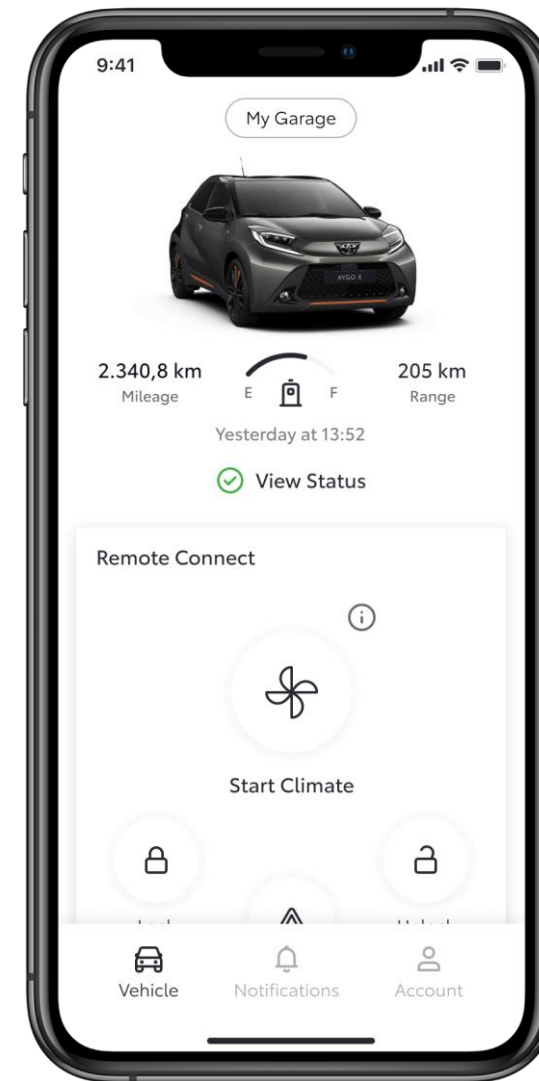 9:41
My Garage
AYGO X
2.340,8 km
Mileage
E F
205 km
Range
Yesterday at 13:52
View Status
Remote Connect
Start Climate
Vehicle
Notifications
Account